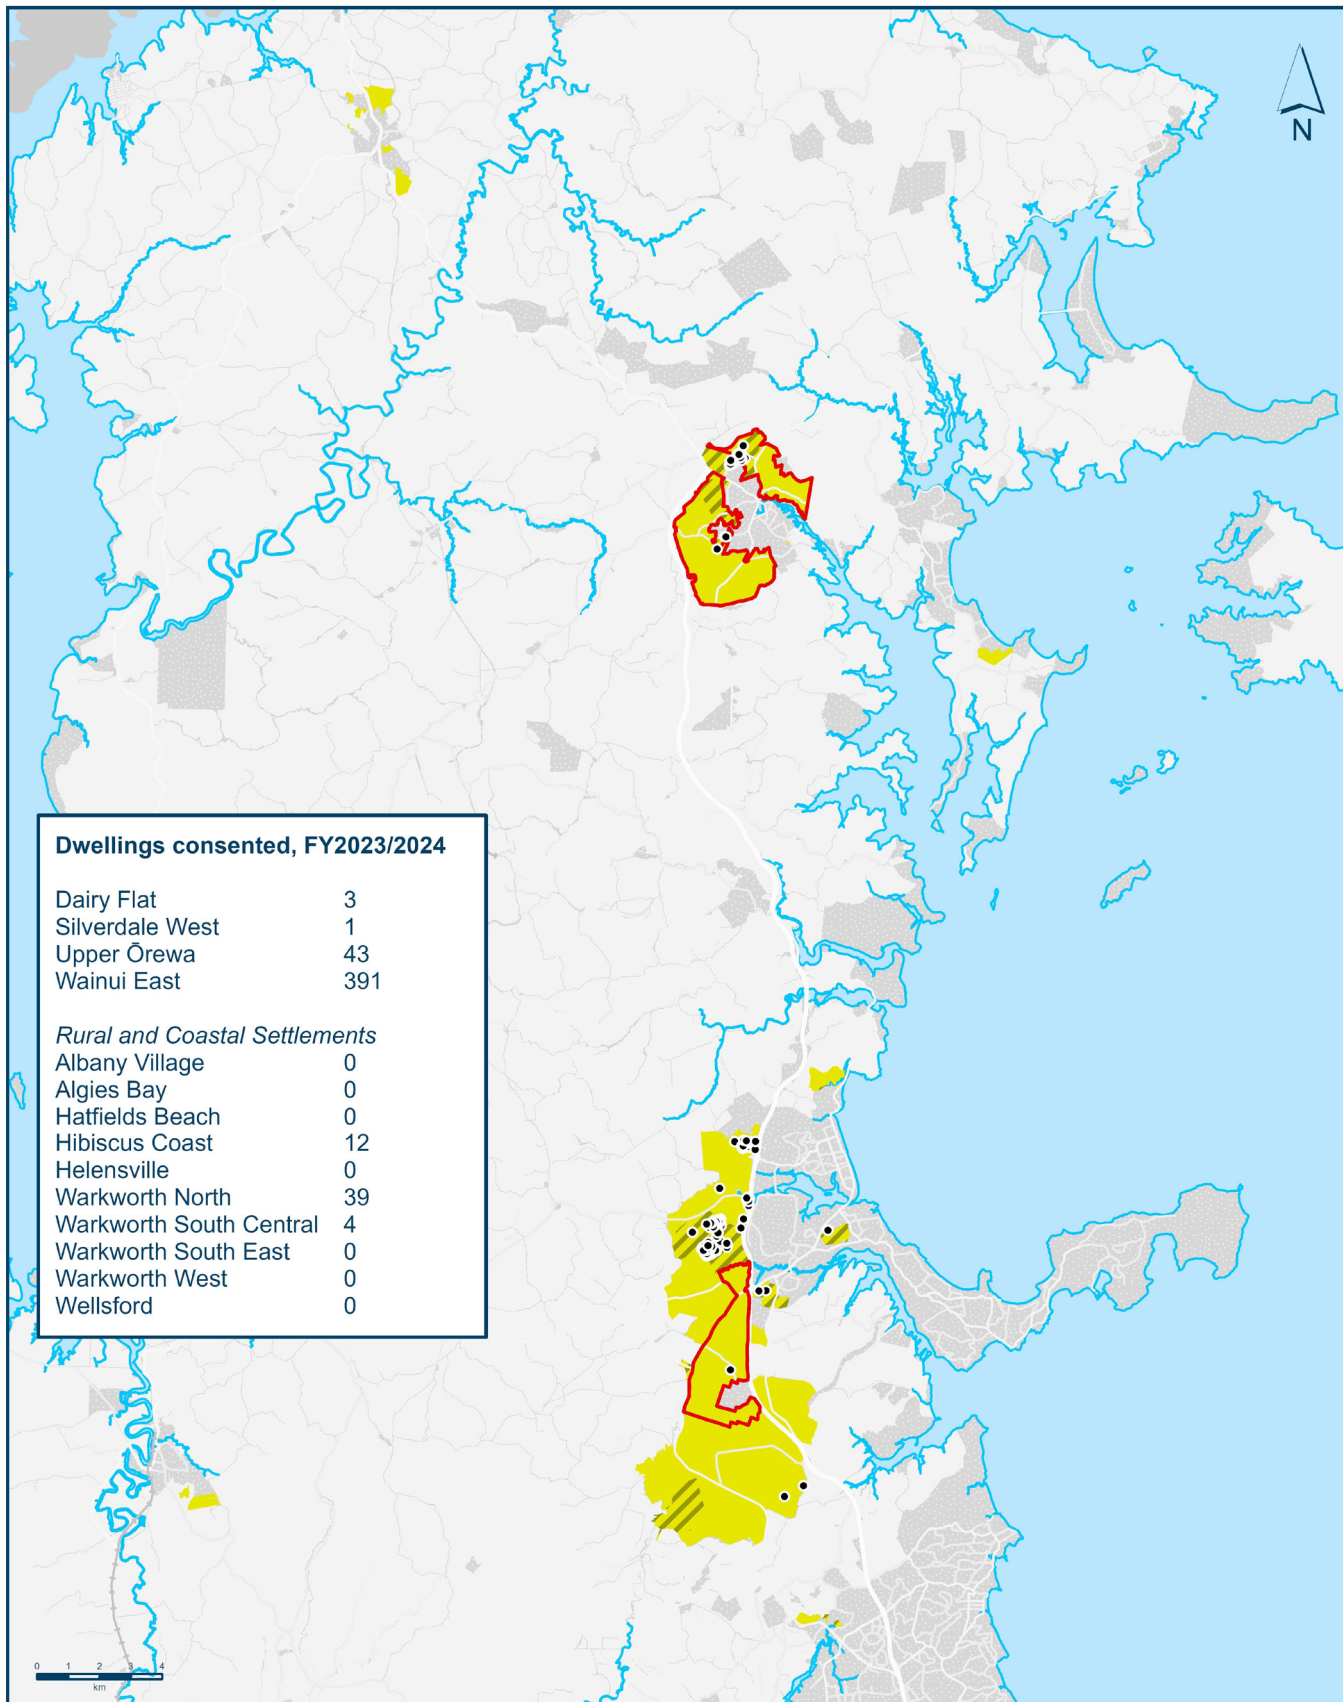 N
Dwellings consented, FY2023/2024
Dairy Flat 3
Silverdale West 1
Upper Ōrewa 43
Wainui East 391
Rural and Coastal Settlements
Albany Village 0
Algies Bay 0
Hatfields Beach 0
Hibiscus Coast 12
Helensville 0
Warkworth North 39
Warkworth South Central 4
Warkworth South East 0
Warkworth West 0
Wellsford 0
0 1 2 3 4
km